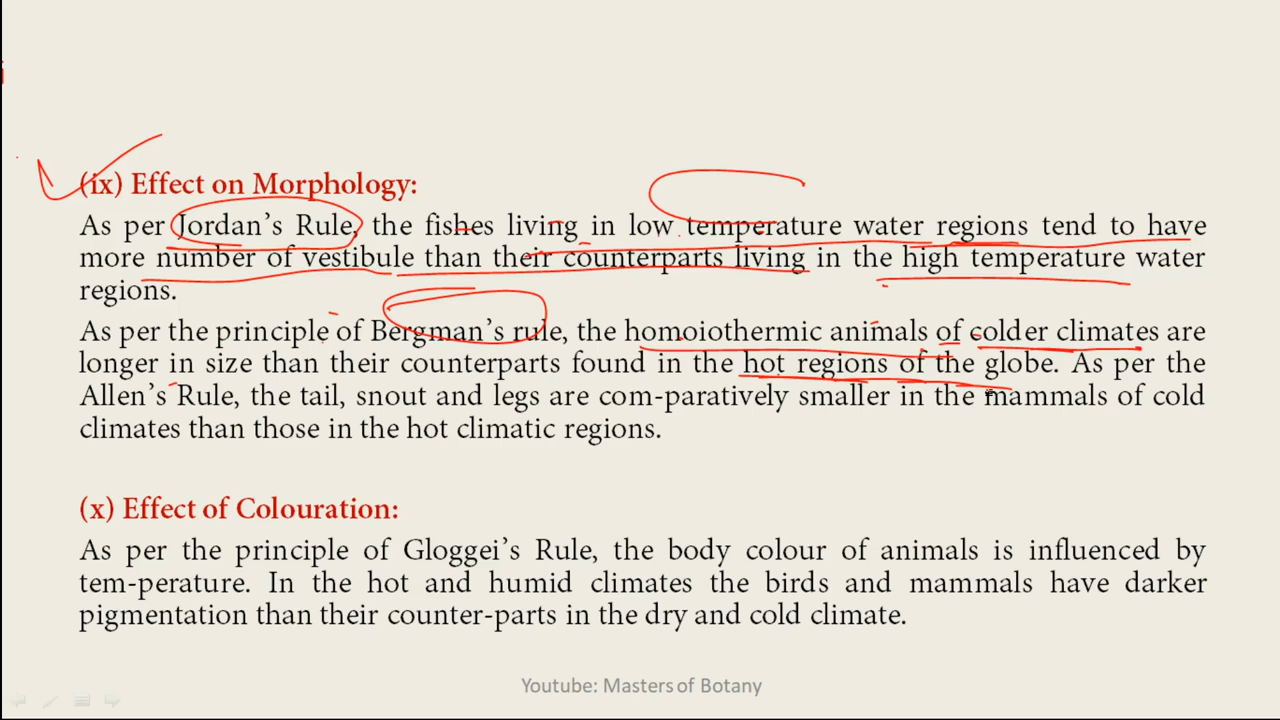 (ix) Effect on Morphology:
As per Jordan's Rule, the fishes living in low temperature water regions tend to have
more number of vestibule than their counterparts living in the high temperature water
regions.
As per the principle of Bergman's rule, the homoiothermic animals of colder climates are
longer in size than their counterparts found in the hot regions of the globe. As per the
Allen's Rule, the tail, snout and legs are com-paratively smaller in the mammals of cold
climates than those in the hot climatic regions.
(x) Effect of Colouration:
As per the principle of Gloggei's Rule, the body colour of animals is influenced by
tem-perature. In the hot and humid climates the birds and mammals have darker
pigmentation than their counter-parts in the dry and cold climate.
Youtube: Masters of Botany